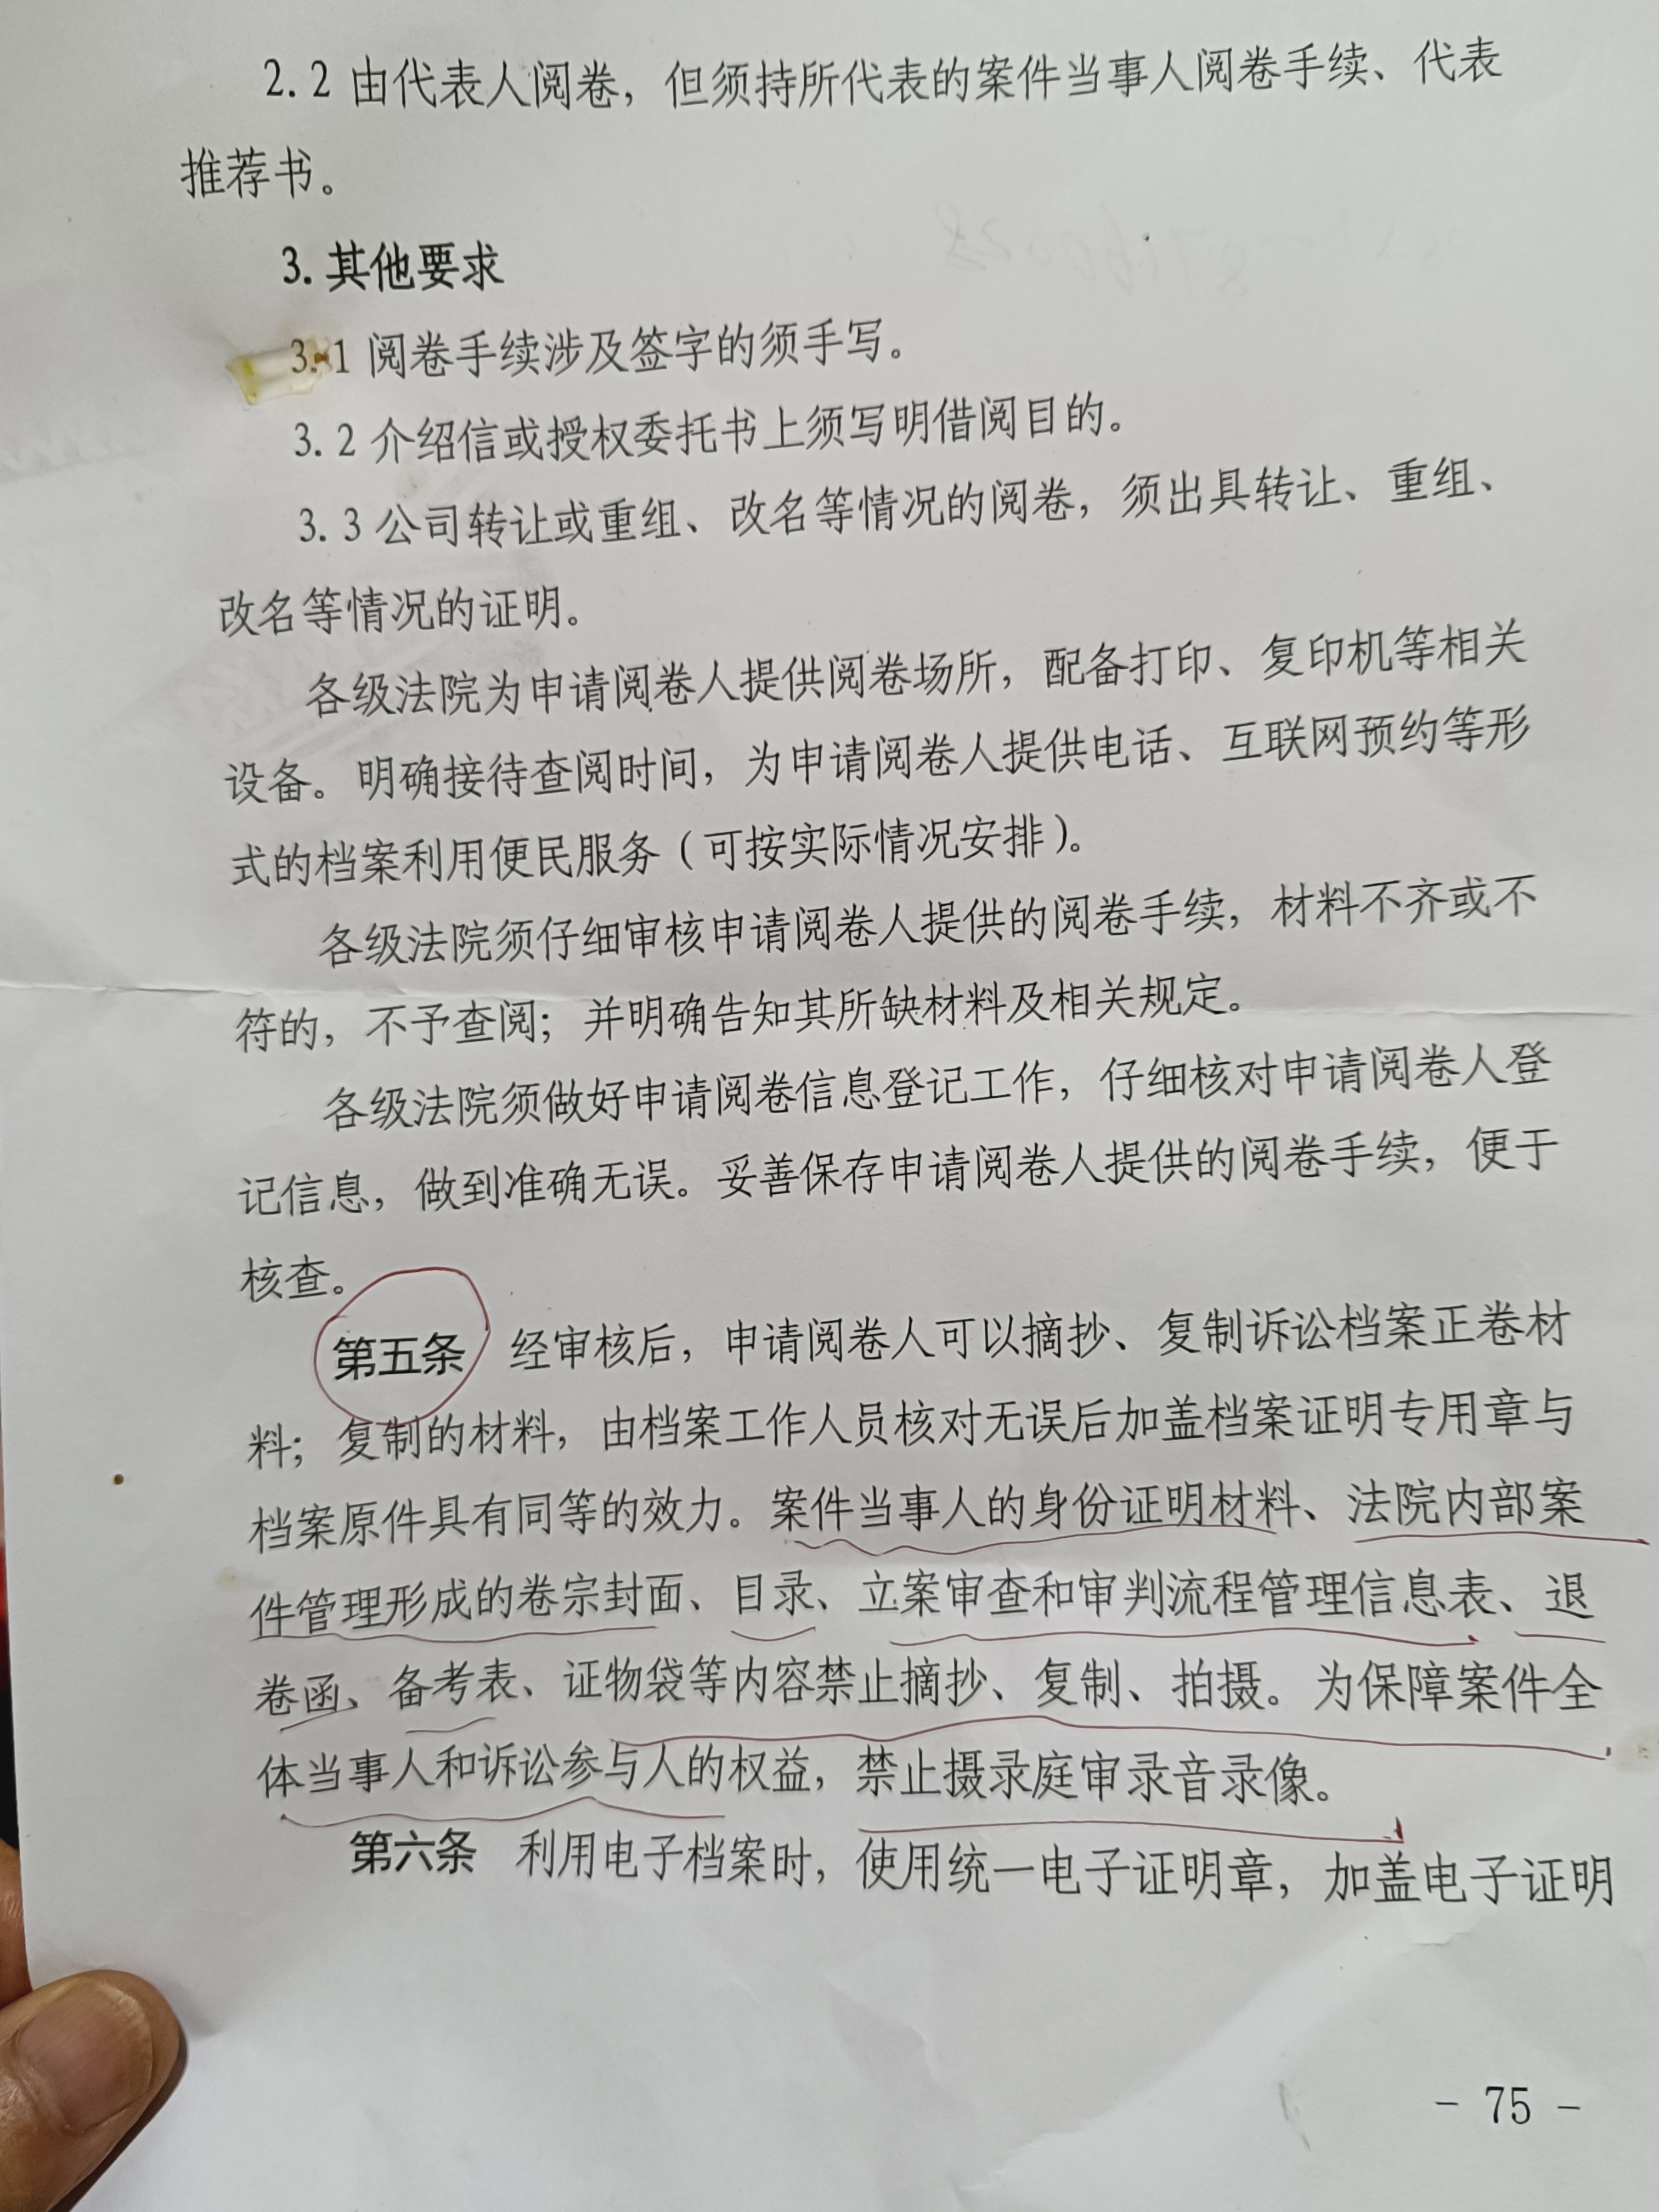 2.2 由代表人阅卷，但须持所代表的案件当事人阅卷手续、代表
推荐书。
3.其他要求
3.1 阅卷手续涉及签字的须手写。
3.2 介绍信或授权委托书上须写明借阅目的。
3.3 公司转让或重组、改名等情况的阅卷，须出具转让、重组、
改名等情况的证明。
各级法院为申请阅卷人提供阅卷场所，配备打印、复印机等相关
设备。明确接待查阅时间，为申请阅卷人提供电话、互联网预约等形
式的档案利用便民服务（可按实际情况安排）。
各级法院须仔细审核申请阅卷人提供的阅卷手续，材料不齐或不
符的，不予查阅；并明确告知其所缺材料及相关规定。
各级法院须做好申请阅卷信息登记工作，仔细核对申请阅卷人登
记信息，做到准确无误。妥善保存申请阅卷人提供的阅卷手续，便于
核查。
第五条 经审核后，申请阅卷人可以摘抄、复制诉讼档案正卷材
料；复制的材料，由档案工作人员核对无误后加盖档案证明专用章与
档案原件具有同等的效力。案件当事人的身份证明材料、法院内部案
件管理形成的卷宗封面、目录、立案审查和审判流程管理信息表、退
卷函、备考表、证物袋等内容禁止摘抄、复制、拍摄。为保障案件全
体当事人和诉讼参与人的权益，禁止摄录庭审录音录像。
第六条 利用电子档案时，使用统一电子证明章，加盖电子证明
- 75 -